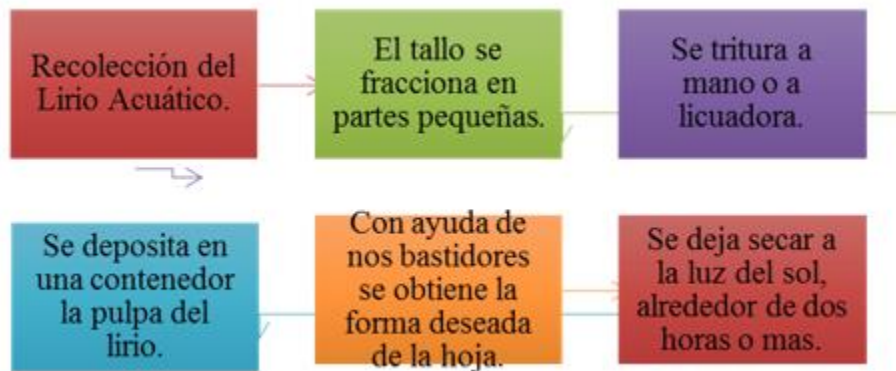 Recolección del
Lirio Acuático.
El tallo se
fracciona en
partes pequeñas.
Se tritura a
mano o a
licuadora.
Se deposita en
una contenedor
la pulpa del
lirio.
Con ayuda de
nos bastidores
se obtiene la
forma deseada
de la hoja.
Se deja secar a
la luz del sol,
alrededor de dos
horas o mas.